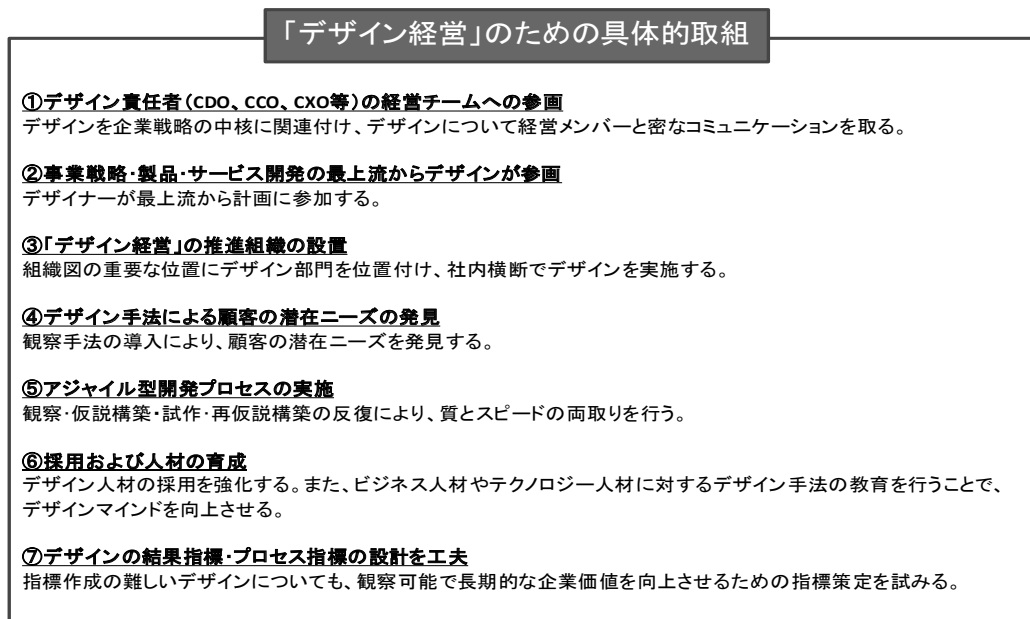 「デザイン経営」のための具体的取組
①デザイン責任者（CDO、CCO、CXO等）の経営チームへの参画
デザインを企業戦略の中核に関連付け、デザインについて経営メンバーと密なコミュニケーションを取る。
②事業戦略・製品・サービス開発の最上流からデザインが参画
デザイナーが最上流から計画に参加する。
③「デザイン経営」の推進組織の設置
組織図の重要な位置にデザイン部門を位置付け、社内横断でデザインを実施する。
④デザイン手法による顧客の潜在ニーズの発見
観察手法の導入により、顧客の潜在ニーズを発見する。
⑤アジャイル型開発プロセスの実施
観察・仮説構築・試作・再仮説構築の反復により、質とスピードの両取りを行う。
⑥採用および人材の育成
デザイン人材の採用を強化する。また、ビジネス人材やテクノロジー人材に対するデザイン手法の教育を行うことで、
デザインマインドを向上させる。
⑦デザインの結果指標・プロセス指標の設計を工夫
指標作成の難しいデザインについても、観察可能で長期的な企業価値を向上させるための指標策定を試みる。